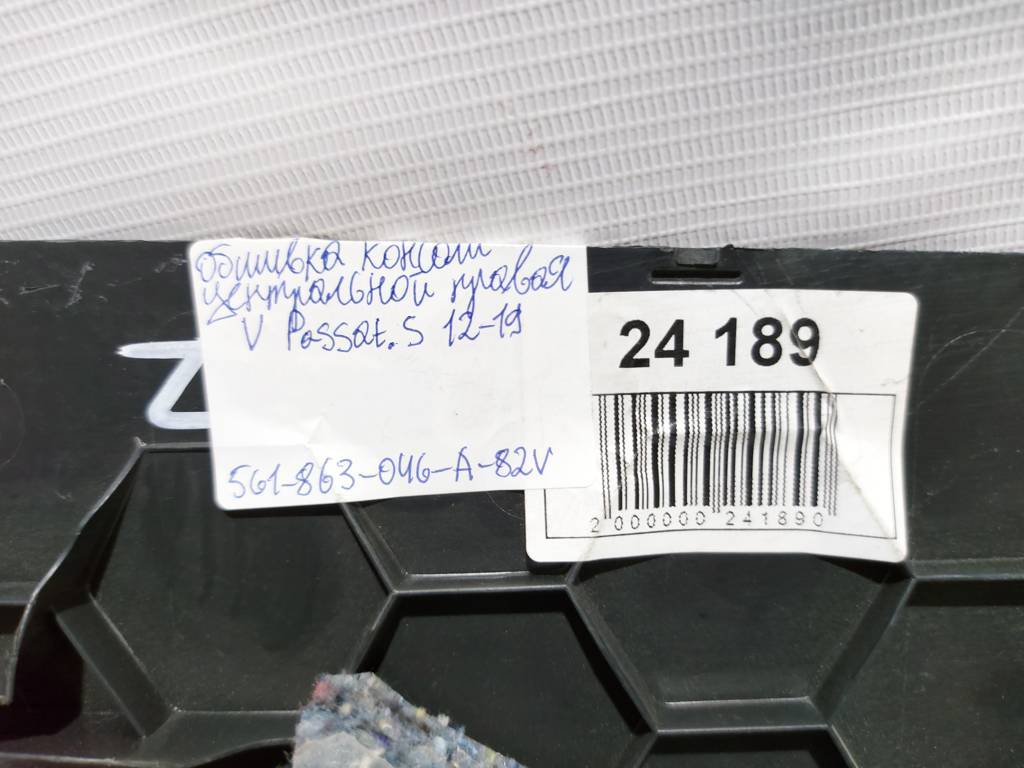 обшивка консоли
центральной правая
V Passat. S 12-19
561-863-046-A-82V
24 189
2 000000 241890